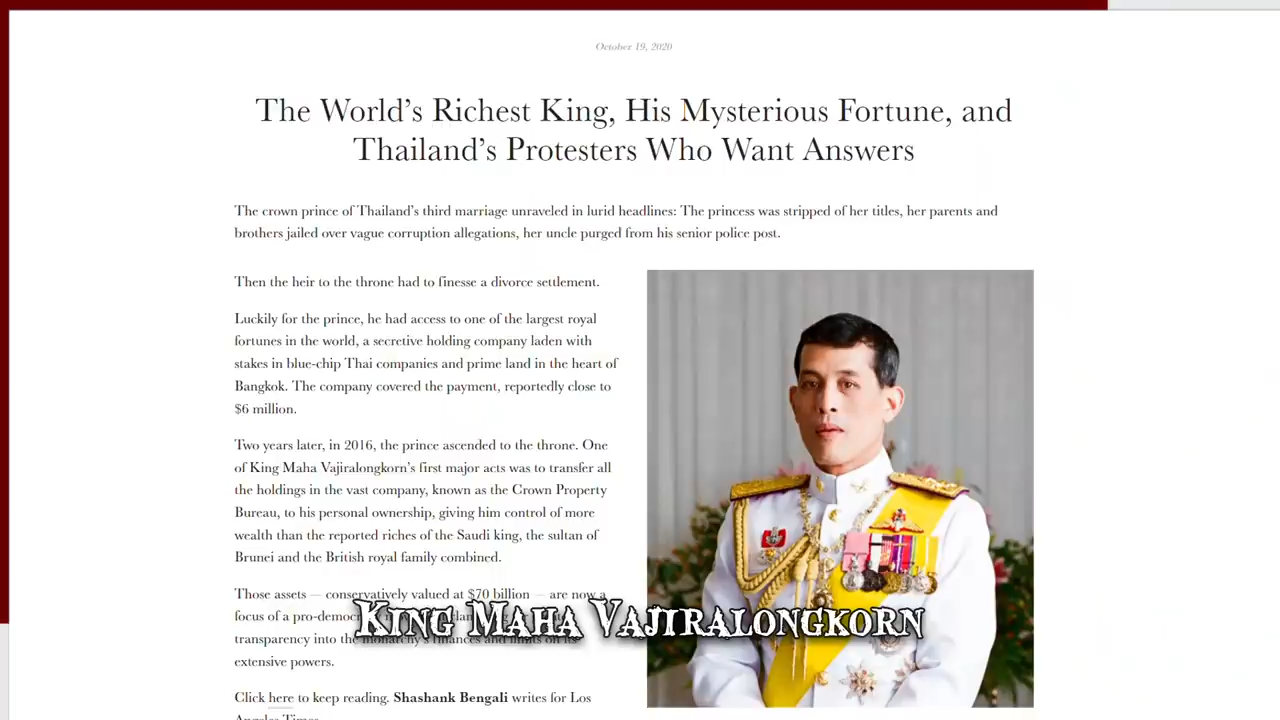 October 19, 2020
The World's Richest King, His Mysterious Fortune, and
Thailand's Protesters Who Want Answers
The crown prince of Thailand's third marriage unraveled in lurid headlines: The princess was stripped of her titles, her parents and
brothers jailed over vague corruption allegations, her uncle purged from his senior police post.
Then the heir to the throne had to finesse a divorce settlement.
Luckily for the prince, he had access to one of the largest royal
fortunes in the world, a secretive holding company laden with
stakes in blue-chip Thai companies and prime land in the heart of
Bangkok. The company covered the payment, reportedly close to
$6 million.
Two years later, in 2016, the prince ascended to the throne. One
of King Maha Vajiralongkorn's first major acts was to transfer all
the holdings in the vast company, known as the Crown Property
Bureau, to his personal ownership, giving him control of more
wealth than the reported riches of the Saudi king, the sultan of
Brunei and the British royal family combined.
Those assets — conservatively valued at $70 billion — are now a
focus of a
transparency into the monarchy's finances and limits on its
extensive powers.
King Maha Vajiralongkorn
Click here to keep reading. Shashank Bengali writes for Los
Angeles Times